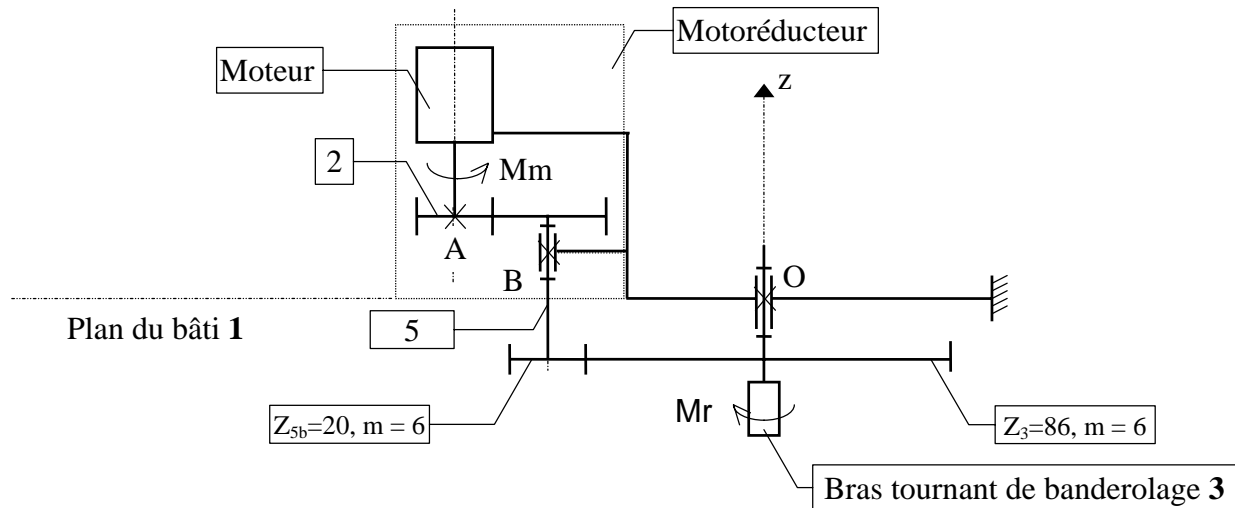 Motoréducteur
Moteur
z
2
Mm
A
B
O
Plan du bâti 1
5
Z5b=20, m = 6
Mr
Z3=86, m = 6
Bras tournant de banderolage 3